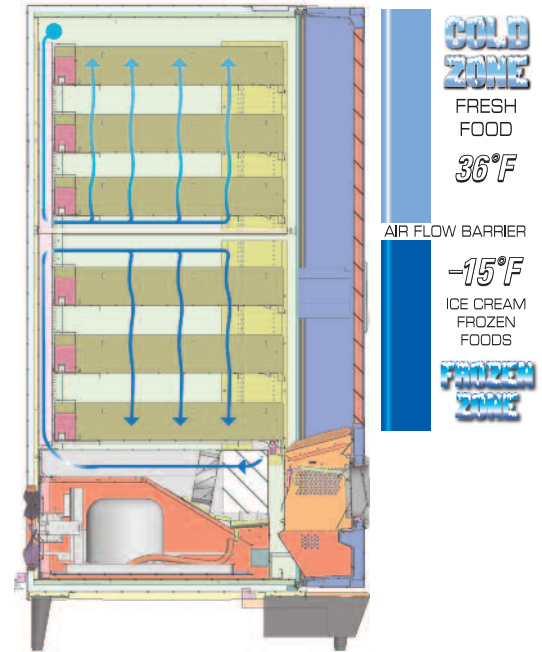 COLD
ZONE
FRESH
FOOD
36°F
AIR FLOW BARRIER
-15°F
ICE CREAM
FROZEN
FOODS
FROZEN
ZONE